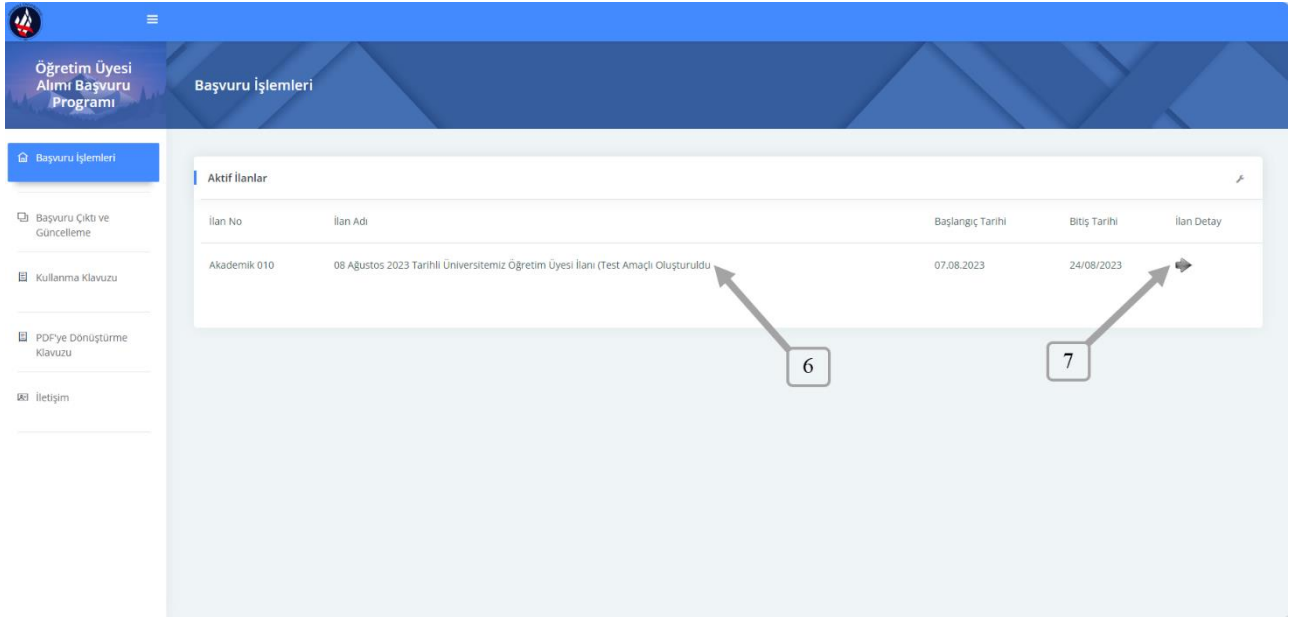 Öğretim Üyesi
Alımı Başvuru
Programı
Başvuru İşlemleri
Başvuru İşlemleri
Başvuru Çıktı ve
Güncelleme
Kullanma Klavuzu
PDF'ye Dönüştürme
Klavuzu
İletişim
Aktif İlanlar
İlan No İlan Adı Başlangıç Tarihi Bitiş Tarihi İlan Detay
Akademik 010 08 Ağustos 2023 Tarihli Üniversitemiz Öğretim Üyesi İlanı (Test Amaçlı Oluşturuldu 07.08.2023 24/08/2023
6
7